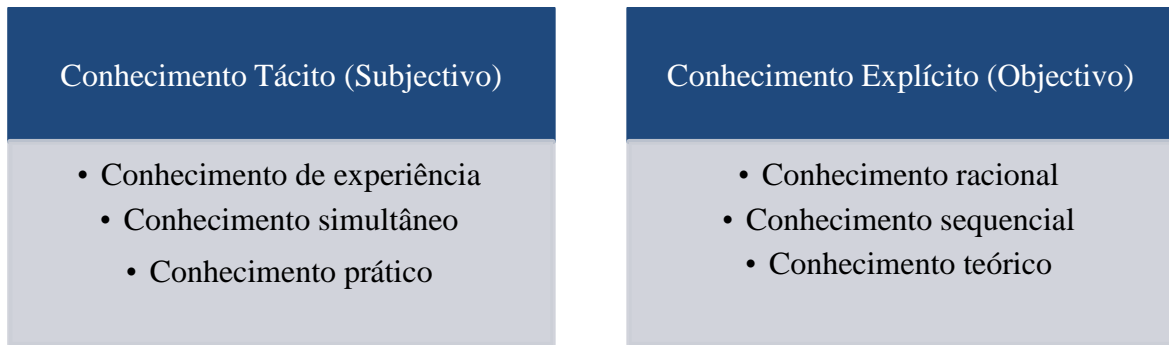 Conhecimento Tácito (Subjectivo)
• Conhecimento de experiência
• Conhecimento simultâneo
• Conhecimento prático
Conhecimento Explícito (Objectivo)
• Conhecimento racional
• Conhecimento sequencial
• Conhecimento teórico